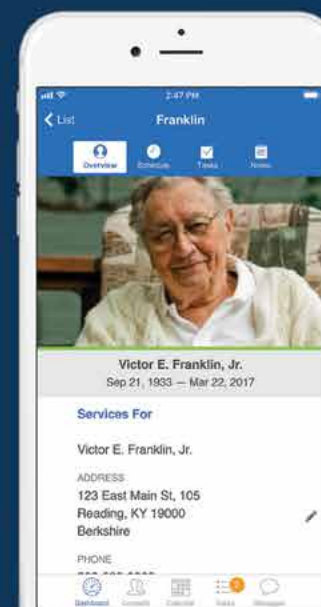 2:47 PM
List
Franklin
Overview
Schedule
Tasks
Notes
Victor E. Franklin, Jr.
Sep 21, 1933 — Mar 22, 2017
Services For
Victor E. Franklin, Jr.
ADDRESS
123 East Main St, 105
Reading, KY 19000
Berkshire
PHONE
Dashboard
Calendar
Tasks
Messages